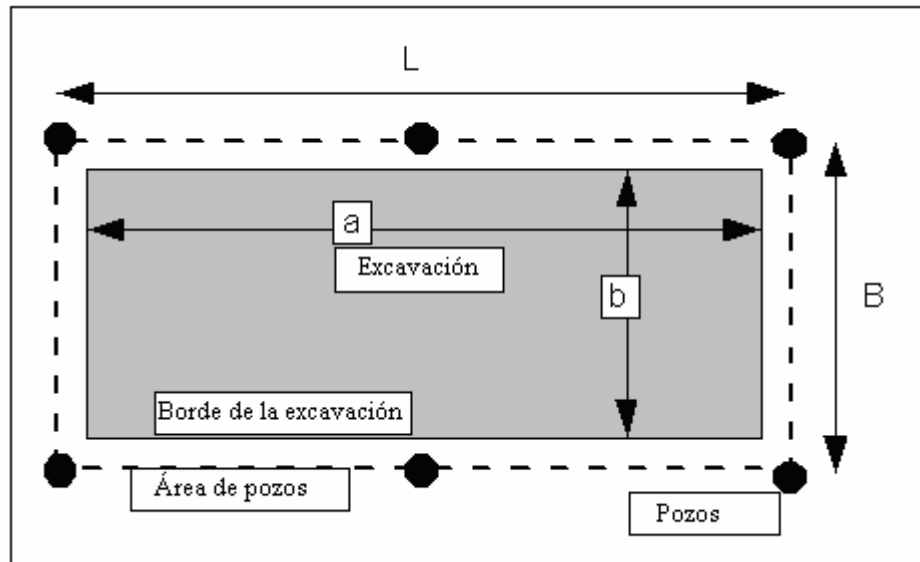 L
a
Excavación
b
B
Borde de la excavación
Área de pozos
Pozos